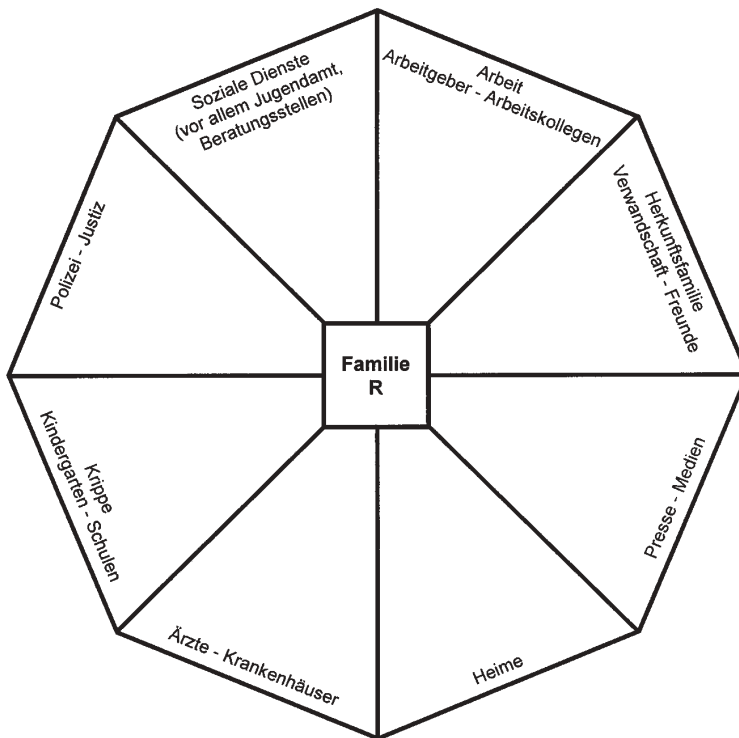 Soziale Dienste
(vor allem Jugendamt,
Beratungsstellen)
Arbeit
Arbeitgeber - Arbeitskollegen
Herkunftsfamilie
Verwandschaft - Freunde
Polizei - Justiz
Familie
R
Krippe
Kindergarten - Schulen
Presse - Medien
Ärzte - Krankenhäuser
Heime